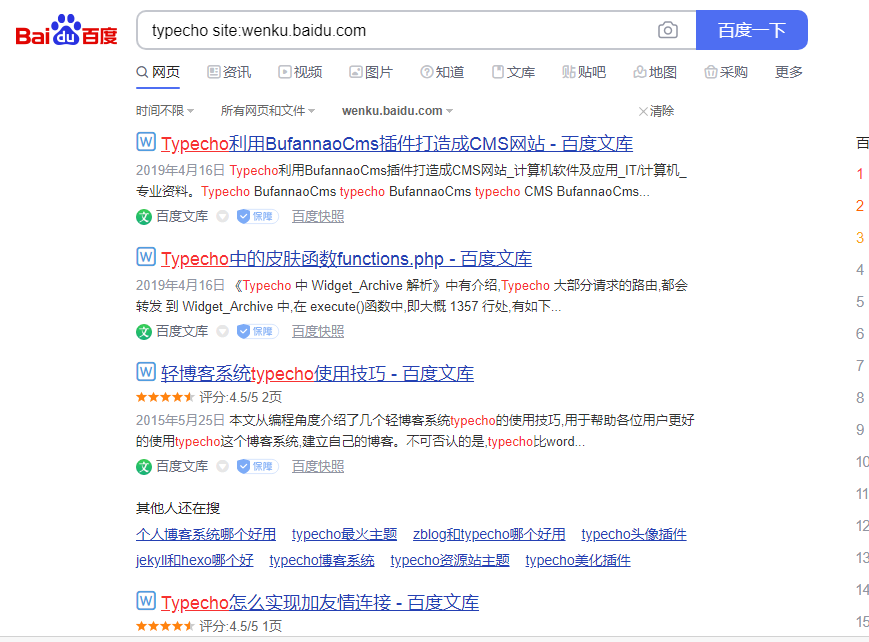 Bai du 百度
typecho site:wenku.baidu.com
百度一下
网页 资讯 视频 图片 知道 文库 贴吧 地图 采购 更多
时间不限 所有网页和文件 wenku.baidu.com 清除
W Typecho利用BufannaoCms插件打造成CMS网站 - 百度文库
2019年4月16日 Typecho利用BufannaoCms插件打造成CMS网站_计算机软件及应用_IT/计算机_
专业资料。Typecho BufannaoCms typecho BufannaoCms typecho CMS BufannaoCms...
文 百度文库 保障 百度快照
W Typecho中的皮肤函数functions.php - 百度文库
2019年4月16日 《Typecho 中 Widget_Archive 解析》中有介绍,Typecho 大部分请求的路由,都会
转发 到 Widget_Archive 中,在 execute()函数中,即大概 1357 行处,有如下...
文 百度文库 保障 百度快照
W 轻博客系统typecho使用技巧 - 百度文库
评分:4.5/5 2页
2015年5月25日 本文从编程角度介绍了几个轻博客系统typecho的使用技巧,用于帮助各位用户更好
的使用typecho这个博客系统,建立自己的博客。不可否认的是,typecho比word...
文 百度文库 保障 百度快照
其他人还在搜
个人博客系统哪个好用 typecho最火主题 zblog和typecho哪个好用 typecho头像插件
jekyll和hexo哪个好 typecho博客系统 typecho资源站主题 typecho美化插件
W Typecho怎么实现加友情连接 - 百度文库
评分:4.5/5 1页
百
1
2
3
4
5
6
7
8
9
10
11
12
13
14
15